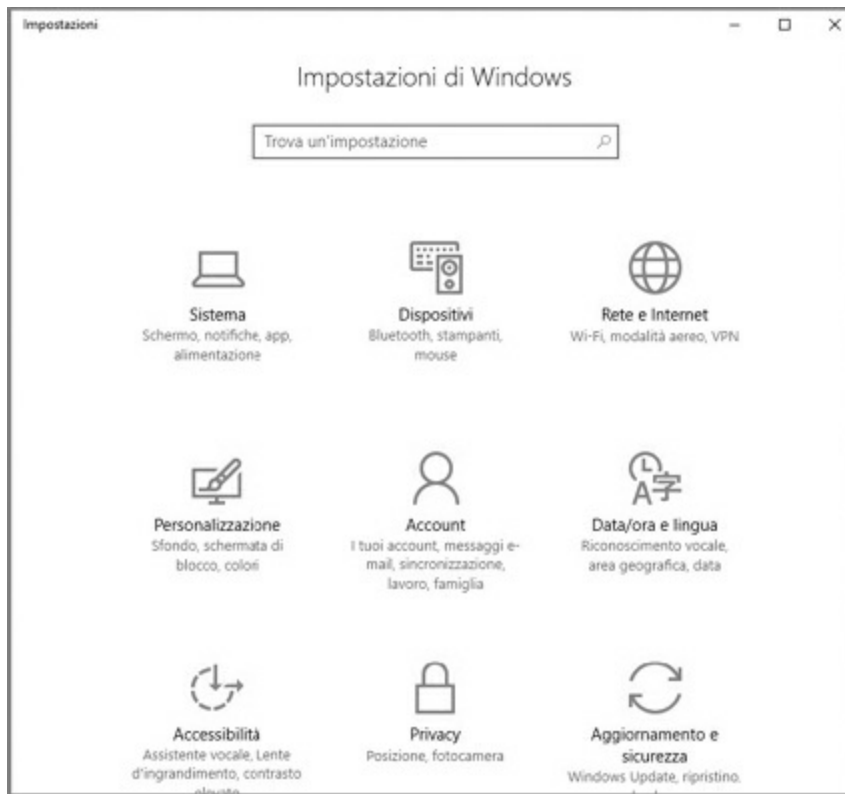 Impostazioni
Impostazioni di Windows
Trova un'impostazione
Sistema
Schermo, notifiche, app,
alimentazione
Dispositivi
Bluetooth, stampanti,
mouse
Rete e Internet
Wi-Fi, modalità aereo, VPN
Personalizzazione
Sfondo, schermata di
blocco, colori
Account
I tuoi account, messaggi e-
mail, sincronizzazione,
lavoro, famiglia
Data/ora e lingua
Riconoscimento vocale,
area geografica, data
Accessibilità
Assistente vocale, Lente
d'ingrandimento, contrasto
Privacy
Posizione, fotocamera
Aggiornamento e
sicurezza
Windows Update, ripristino,